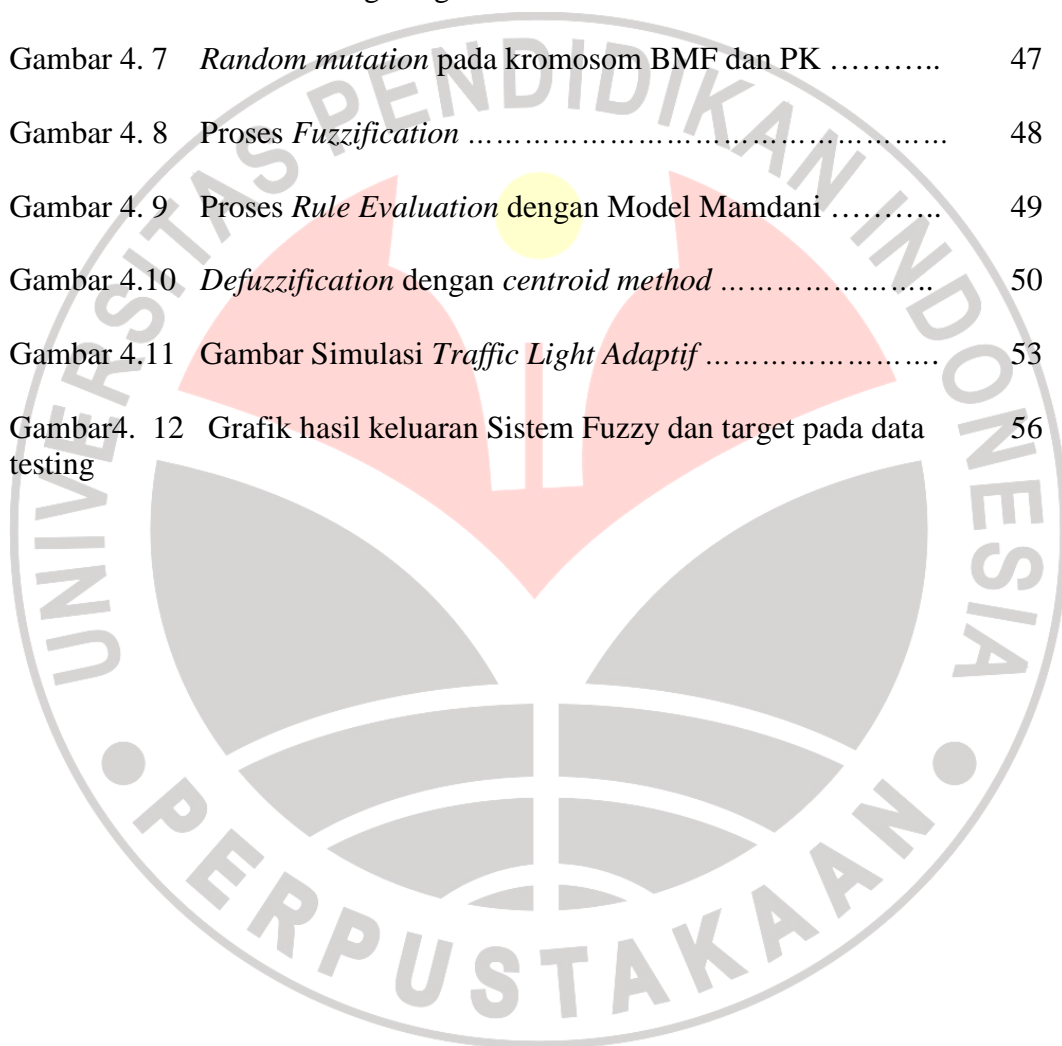 Gambar 4. 7 Random mutation pada kromosom BMF dan PK ……….. 47
Gambar 4. 8 Proses Fuzzification …………………………………………… 48
Gambar 4. 9 Proses Rule Evaluation dengan Model Mamdani ……….. 49
Gambar 4.10 Defuzzification dengan centroid method ………………….. 50
Gambar 4.11 Gambar Simulasi Traffic Light Adaptif ……………………. 53
Gambar4. 12 Grafik hasil keluaran Sistem Fuzzy dan target pada data 56
testing
UNIVERSITAS PENDIDIKAN INDONESIA
PERPUSTAKAAN